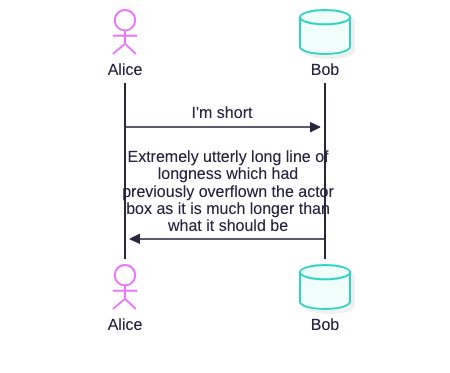 Alice
Bob
I'm short
Extremely utterly long line of
longness which had
previously overflown the actor
box as it is much longer than
what it should be
Alice
Bob